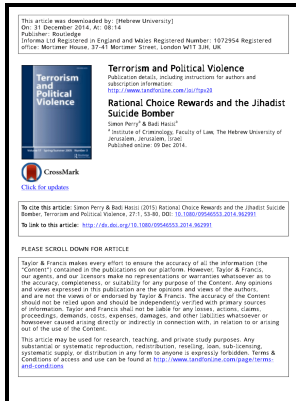 This article was downloaded by: [Hebrew University]
On: 31 December 2014, At: 08:14
Publisher: Routledge
Informa Ltd Registered in England and Wales Registered Number: 1072954 Registered
office: Mortimer House, 37-41 Mortimer Street, London W1T 3JH, UK
Terrorism
and
Political
Violence
Terrorism and Political Violence
Publication details, including instructions for authors and
subscription information:
http://www.tandfonline.com/loi/ftpv20
Rational Choice Rewards and the Jihadist
Suicide Bomber
Simon Perry a & Badi Hasisi a
a Institute of Criminology, Faculty of Law, The Hebrew University of
Jerusalem, Jerusalem, Israel
Published online: 09 Dec 2014.
CrossMark
Click for updates
To cite this article: Simon Perry & Badi Hasisi (2015) Rational Choice Rewards and the Jihadist Suicide
Bomber, Terrorism and Political Violence, 27:1, 53-80, DOI: 10.1080/09546553.2014.962991
To link to this article: http://dx.doi.org/10.1080/09546553.2014.962991
PLEASE SCROLL DOWN FOR ARTICLE
Taylor & Francis makes every effort to ensure the accuracy of all the information (the
“Content”) contained in the publications on our platform. However, Taylor & Francis,
our agents, and our licensors make no representations or warranties whatsoever as to
the accuracy, completeness, or suitability for any purpose of the Content. Any opinions
and views expressed in this publication are the opinions and views of the authors,
and are not the views of or endorsed by Taylor & Francis. The accuracy of the Content
should not be relied upon and should be independently verified with primary sources
of information. Taylor and Francis shall not be liable for any losses, actions, claims,
proceedings, demands, costs, expenses, damages, and other liabilities whatsoever or
howsoever caused arising directly or indirectly in connection with, in relation to or arising
out of the use of the Content.
This article may be used for research, teaching, and private study purposes. Any
substantial or systematic reproduction, redistribution, reselling, loan, sub-licensing,
systematic supply, or distribution in any form to anyone is expressly forbidden. Terms &
Conditions of access and use can be found at http://www.tandfonline.com/page/terms-
and-conditions